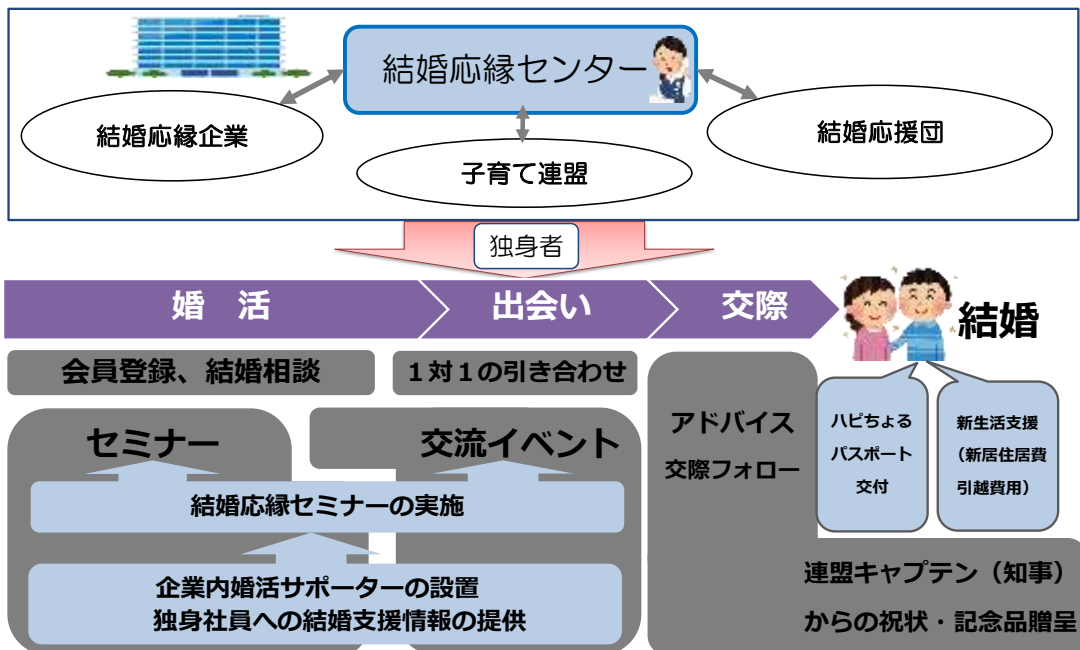 結婚応縁センター
結婚応縁企業
子育て連盟
結婚応援団
独身者
婚 活
出会い
交際
結婚
会員登録、結婚相談
１対１の引き合わせ
セミナー
交流イベント
結婚応縁セミナーの実施
企業内婚活サポーターの設置
独身社員への結婚支援情報の提供
アドバイス
交際フォロー
ハピちょる
パスポート
交付
新生活支援
（新居住居費
引越費用）
連盟キャプテン（知事）
からの祝状・記念品贈呈